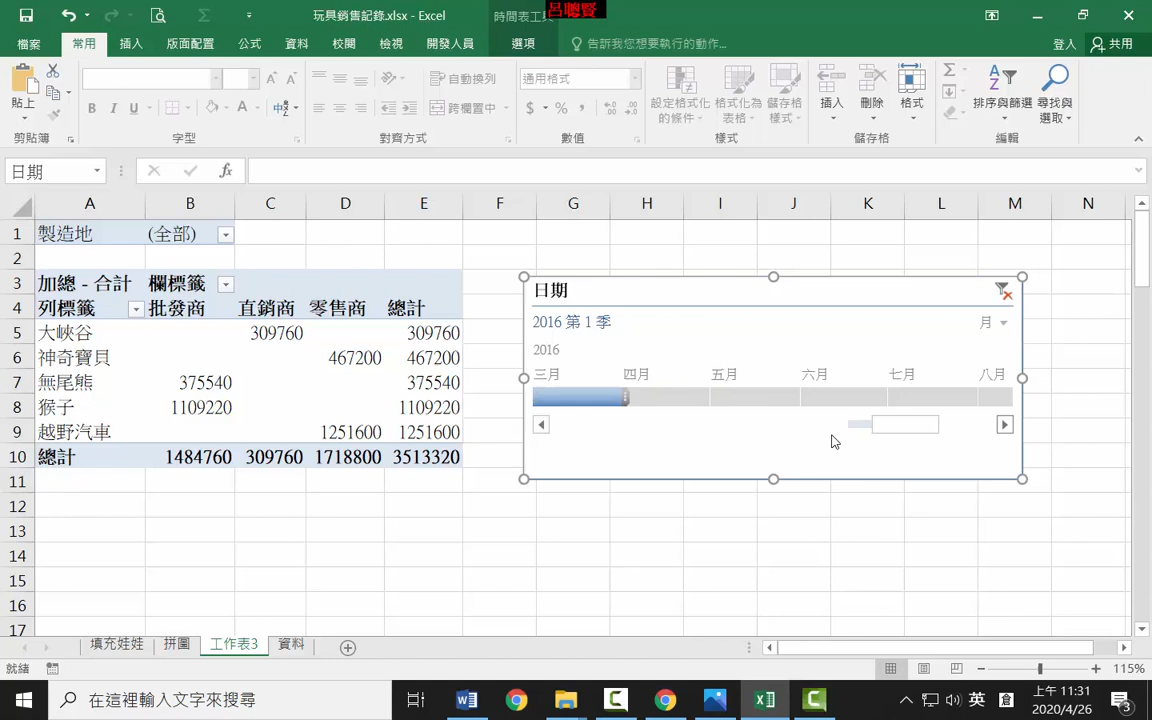 玩具銷售記錄.xlsx - Excel
時間表工具
呂聰賢
檔案 常用 插入 版面配置 公式 資料 校閱 檢視 開發人員 選項 告訴我您想要執行的動作... 登入 共用
貼上
剪貼簿
B I U A 中
字型
自動換列
跨欄置中
對齊方式
通用格式
$ % ,
數值
設定格式化的條件
格式化為表格
儲存格樣式
樣式
插入 刪除 格式
儲存格
排序與篩選 尋找與選取
編輯
日期 fx
A B C D E F G H I J K L M N
1 製造地 (全部)
2
3 加總 - 合計 欄標籤
4 列標籤 批發商 直銷商 零售商 總計
5 大峽谷 309760 309760
6 神奇寶貝 467200 467200
7 無尾熊 375540 375540
8 猴子 1109220 1109220
9 越野汽車 1251600 1251600
10 總計 1484760 309760 1718800 3513320
11
12
13
14
15
16
17
日期
2016 第 1 季 月
2016
三月 四月 五月 六月 七月 八月
填充娃娃 拼圖 工作表3 資料
就緒 115%
在這裡輸入文字來搜尋
英
上午 11:31
2020/4/26
3